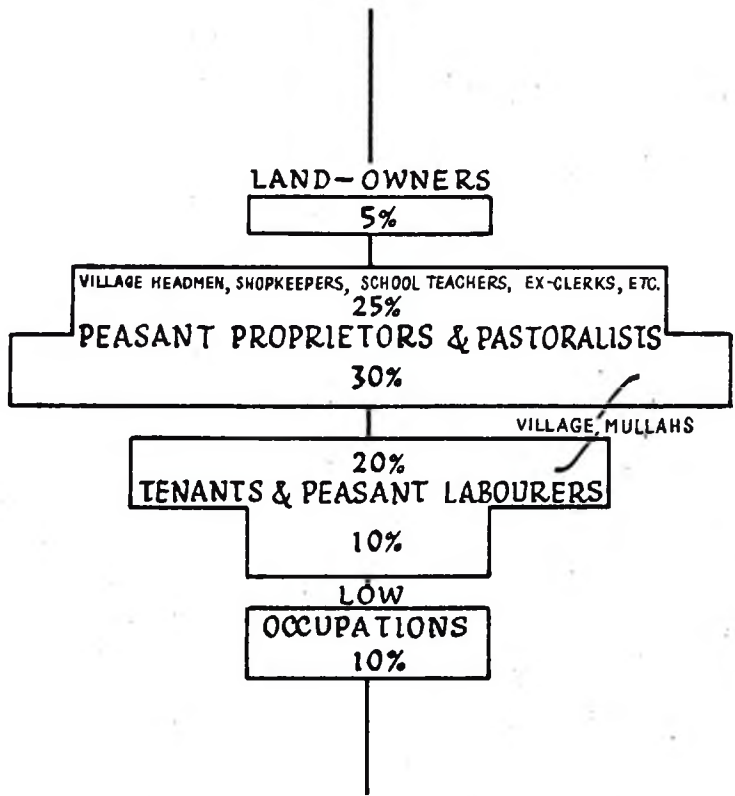 LAND-OWNERS
5%
VILLAGE HEADMEN, SHOPKEEPERS, SCHOOL TEACHERS, EX-CLERKS, ETC.
25%
PEASANT PROPRIETORS & PASTORALISTS
30%
VILLAGE, MULLAHS
20%
TENANTS & PEASANT LABOURERS
10%
LOW
OCCUPATIONS
10%